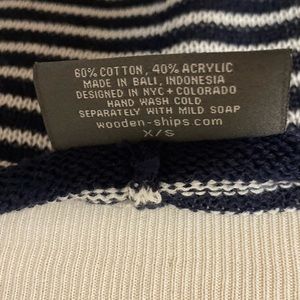 60% COTTON, 40% ACRYLIC
MADE IN BALI, INDONESIA
DESIGNED IN NYC + COLORADO
HAND WASH COLD
SEPARATELY WITH MILD SOAP
wooden-ships.com
X/S